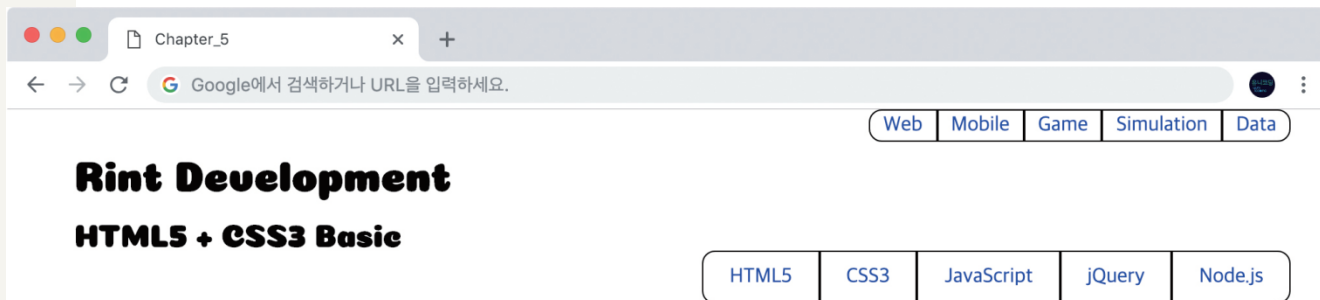 Chapter_5
Google에서 검색하거나 URL을 입력하세요.
Web Mobile Game Simulation Data
Rint Development
HTML5 + CSS3 Basic
HTML5 CSS3 JavaScript jQuery Node.js